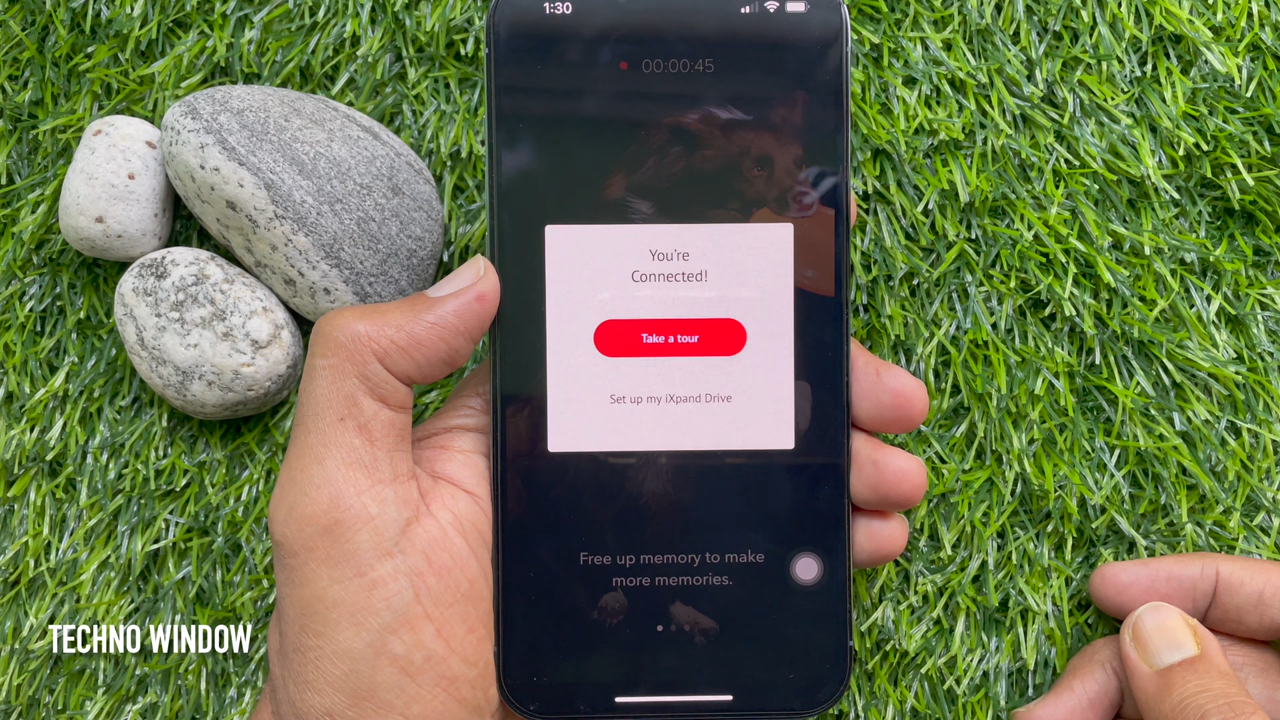 1:30
00:00:45
You're
Connected!
Take a tour
Set up my iXpand Drive
Free up memory to make
more memories.
TECHNO WINDOW